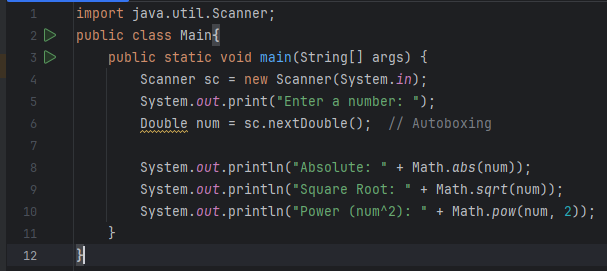 1 import java.util.Scanner;
2 public class Main{
3     public static void main(String[] args) {
4         Scanner sc = new Scanner(System.in);
5         System.out.print("Enter a number: ");
6         Double num = sc.nextDouble();  // Autoboxing
7
8         System.out.println("Absolute: " + Math.abs(num));
9         System.out.println("Square Root: " + Math.sqrt(num));
10         System.out.println("Power (num^2): " + Math.pow(num, 2));
11     }
12 }